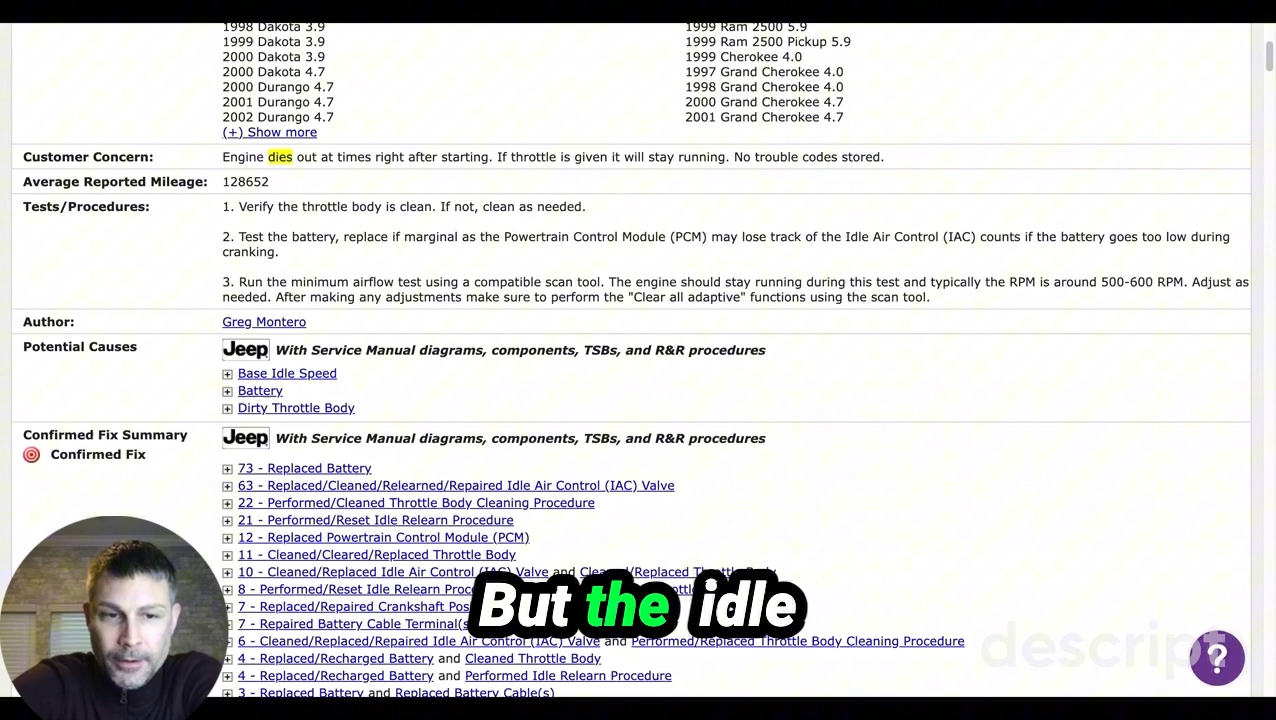 1998 Dakota 3.9
1999 Dakota 3.9
2000 Dakota 3.9
2000 Dakota 4.7
2000 Durango 4.7
2001 Durango 4.7
2002 Durango 4.7
(+) Show more
1999 Ram 2500 5.9
1999 Ram 2500 Pickup 5.9
1999 Cherokee 4.0
1997 Grand Cherokee 4.0
1998 Grand Cherokee 4.0
2000 Grand Cherokee 4.7
2001 Grand Cherokee 4.7
Customer Concern: Engine dies out at times right after starting. If throttle is given it will stay running. No trouble codes stored.
Average Reported Mileage: 128652
Tests/Procedures: 1. Verify the throttle body is clean. If not, clean as needed.
2. Test the battery, replace if marginal as the Powertrain Control Module (PCM) may lose track of the Idle Air Control (IAC) counts if the battery goes too low during
cranking.
3. Run the minimum airflow test using a compatible scan tool. The engine should stay running during this test and typically the RPM is around 500-600 RPM. Adjust as
needed. After making any adjustments make sure to perform the "Clear all adaptive" functions using the scan tool.
Author: Greg Montero
Potential Causes Jeep With Service Manual diagrams, components, TSBs, and R&R procedures
Base Idle Speed
Battery
Dirty Throttle Body
Confirmed Fix Summary Jeep With Service Manual diagrams, components, TSBs, and R&R procedures
Confirmed Fix
73 - Replaced Battery
63 - Replaced/Cleaned/Relearned/Repaired Idle Air Control (IAC) Valve
22 - Performed/Cleaned Throttle Body Cleaning Procedure
21 - Performed/Reset Idle Relearn Procedure
12 - Replaced Powertrain Control Module (PCM)
11 - Cleaned/Cleared/Replaced Throttle Body
10 - Cleaned/Replaced Idle Air Control (IAC) Valve and Cleaned/Replaced Throttle Body
8 - Performed/Reset Idle Relearn
7 - Replaced/Repaired Crankshaft
7 - Repaired Battery Cable
But the idle
6 - Cleaned/Replaced/Repaired Idle Air Control (IAC) Valve and Performed/Replaced Throttle Body Cleaning Procedure
4 - Replaced/Recharged Battery and Cleaned Throttle Body
4 - Replaced/Recharged Battery and Performed Idle Relearn Procedure
3 - Replaced Battery and Replaced Battery Cable(s)
descript
?